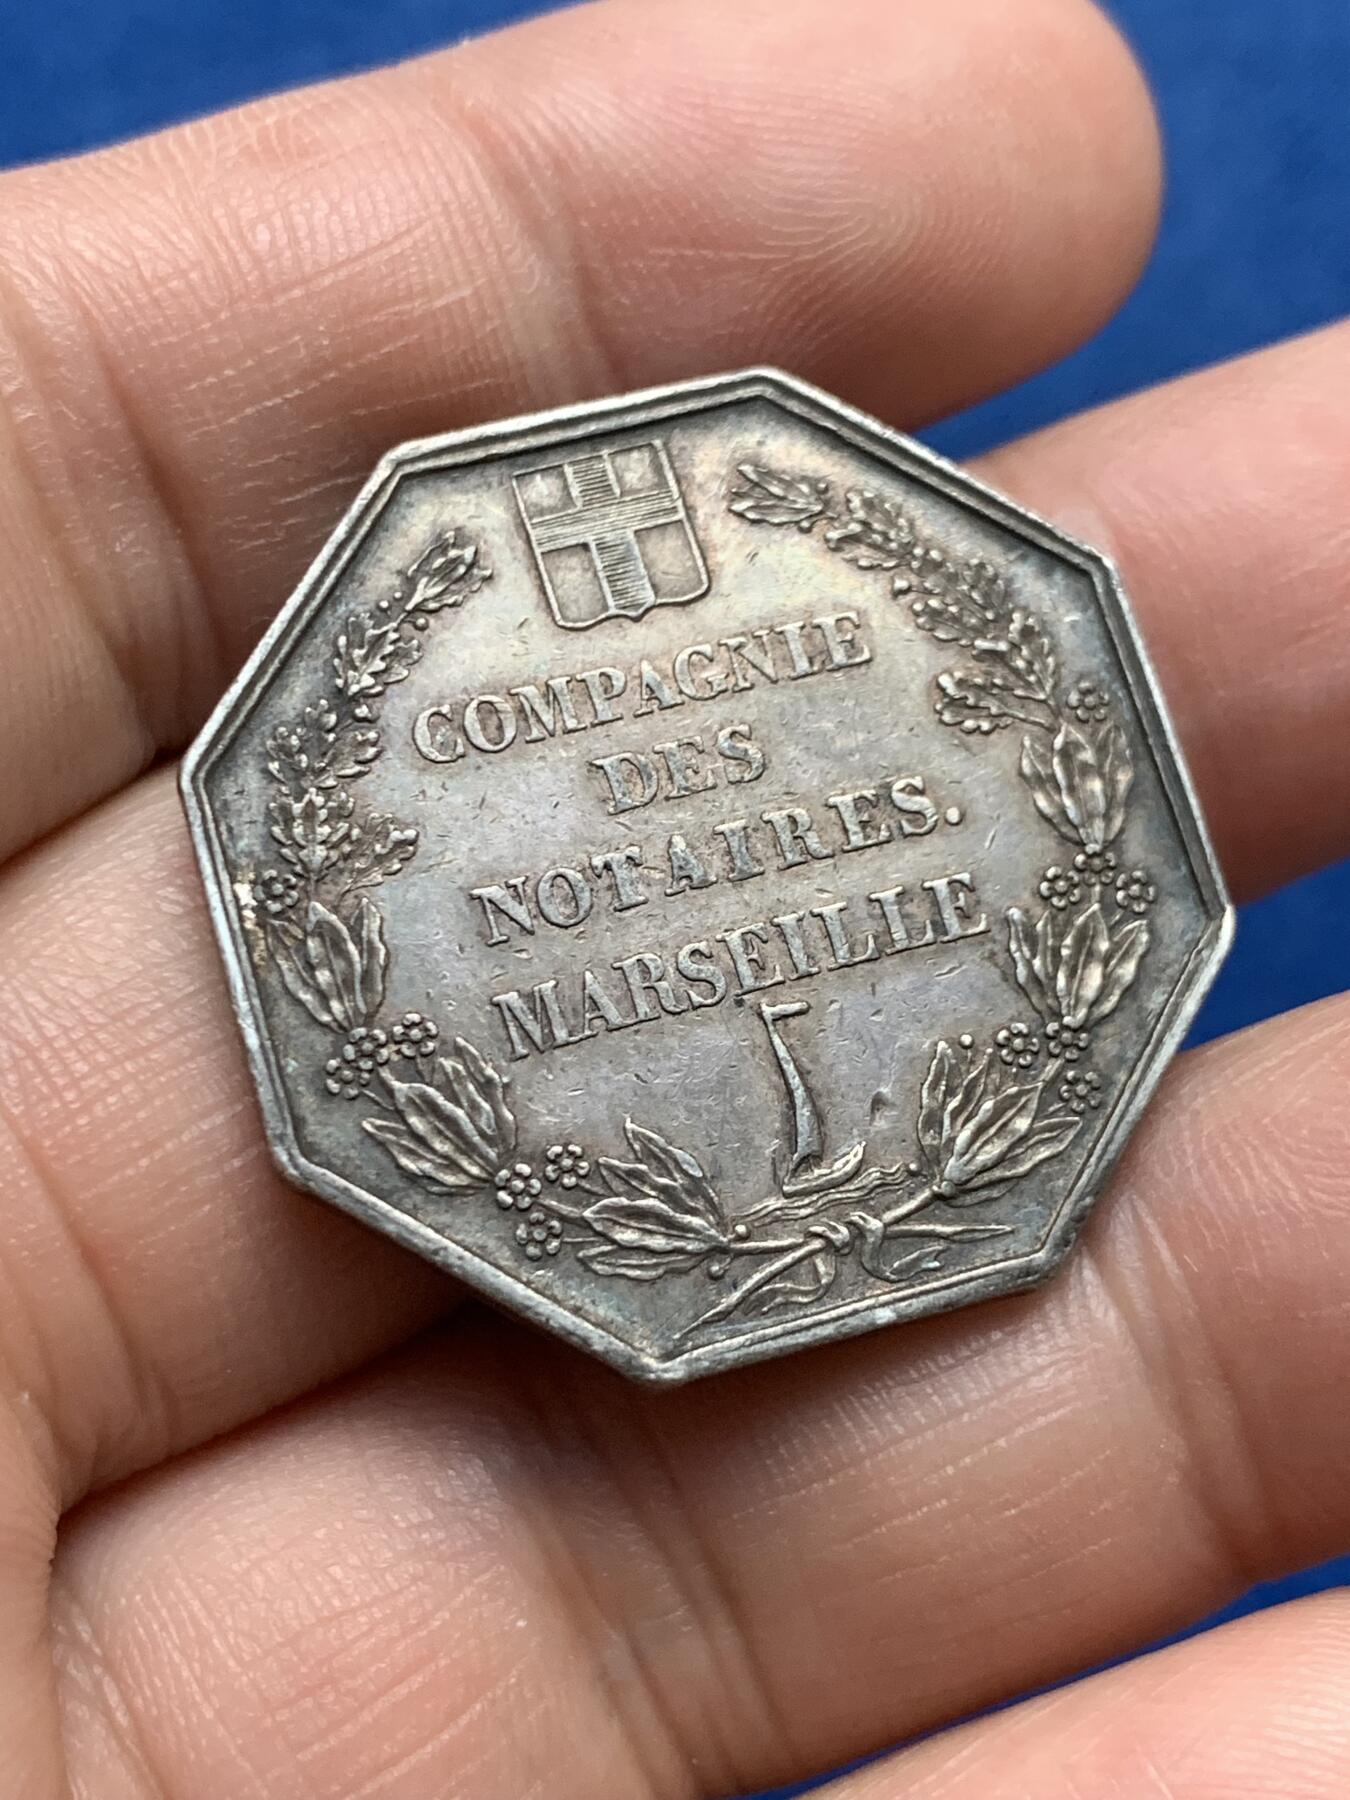 COMPAGNIE
DES
NOTAIRES.
MARSEILLE